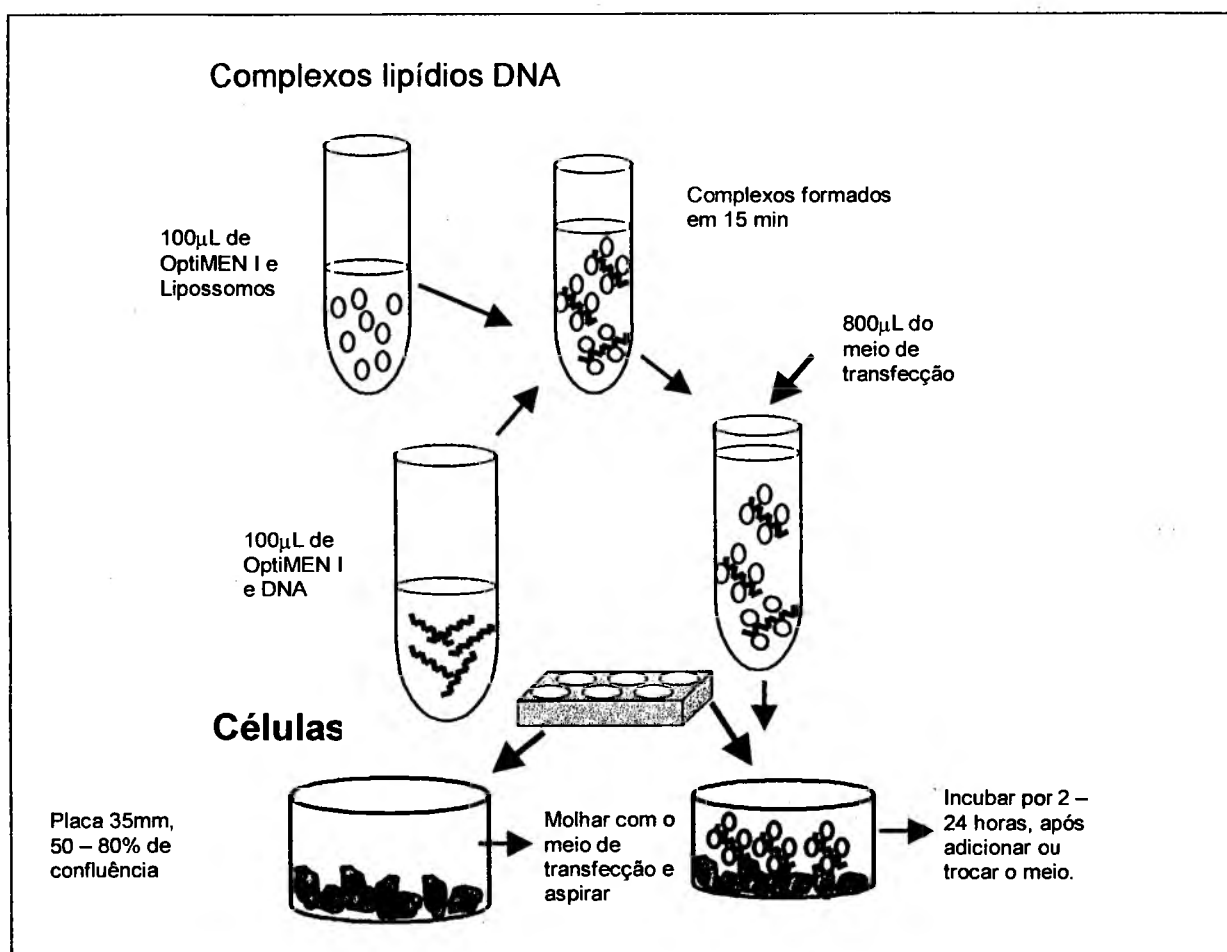 Complexos lipídios DNA
100μL de
OptiMEN I e
Lipossomos
Complexos formados
em 15 min
800μL do
meio de
transfecção
100μL de
OptiMEN I
e DNA
Células
Placa 35mm,
50 – 80% de
confluência
Molhar com o
meio de
transfecção e
aspirar
Incubar por 2 –
24 horas, após
adicionar ou
trocar o meio.